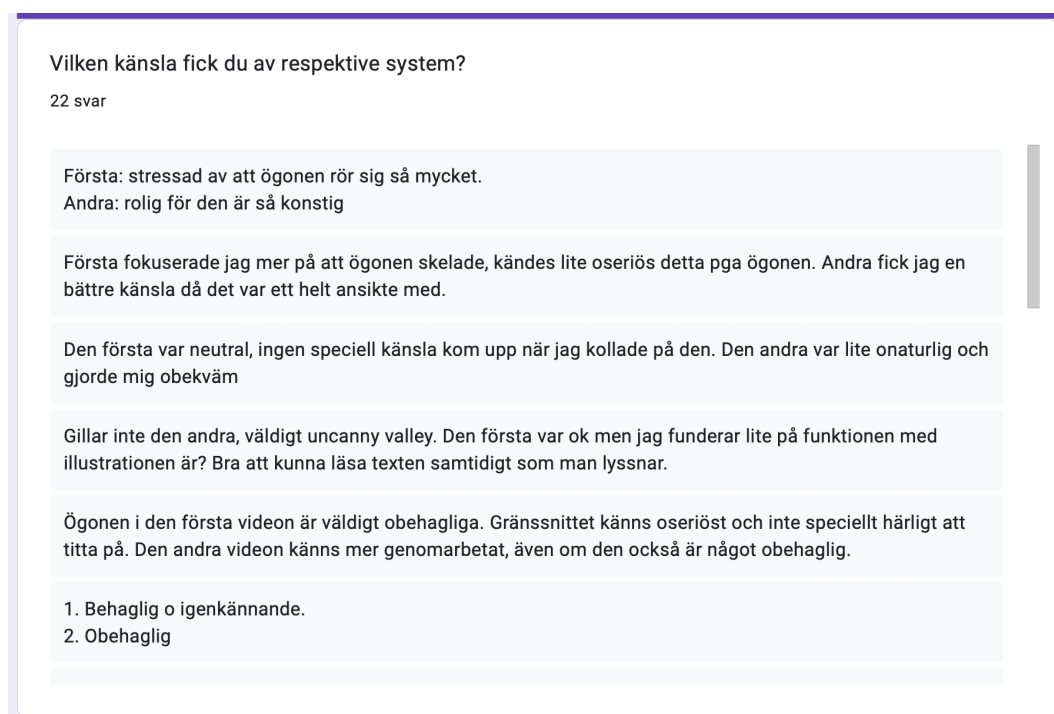 Vilken känsla fick du av respektive system?
22 svar
Första: stressad av att ögonen rör sig så mycket.
Andra: rolig för den är så konstig
Första fokuserade jag mer på att ögonen skelade, kändes lite oseriös detta pga ögonen. Andra fick jag en
bättre känsla då det var ett helt ansikte med.
Den första var neutral, ingen speciell känsla kom upp när jag kollade på den. Den andra var lite onaturlig och
gjorde mig obekväm
Gillar inte den andra, väldigt uncanny valley. Den första var ok men jag funderar lite på funktionen med
illustrationen är? Bra att kunna läsa texten samtidigt som man lyssnar.
Ögonen i den första videon är väldigt obehagliga. Gränssnittet känns oseriöst och inte speciellt härligt att
titta på. Den andra videon känns mer genomarbetat, även om den också är något obehaglig.
1. Behaglig o igenkännande.
2. Obehaglig